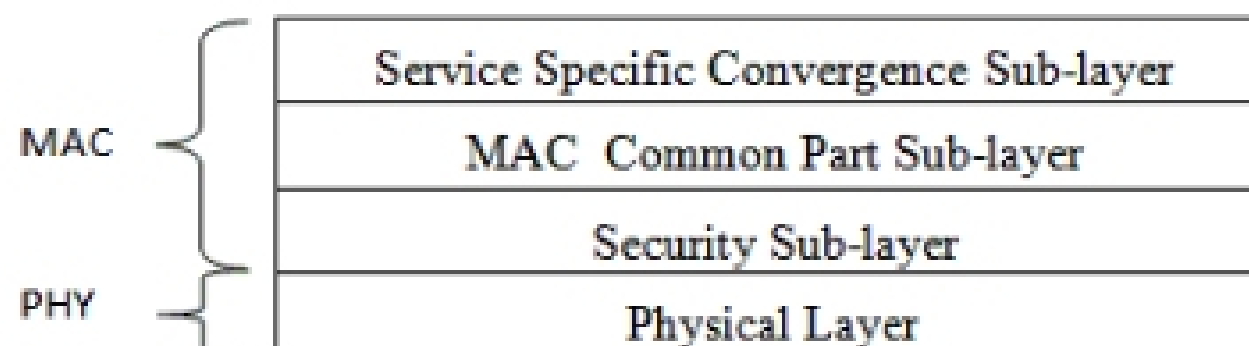 Service Specific Convergence Sub-layer
MAC
MAC Common Part Sub-layer
Security Sub-layer
PHY
Physical Layer